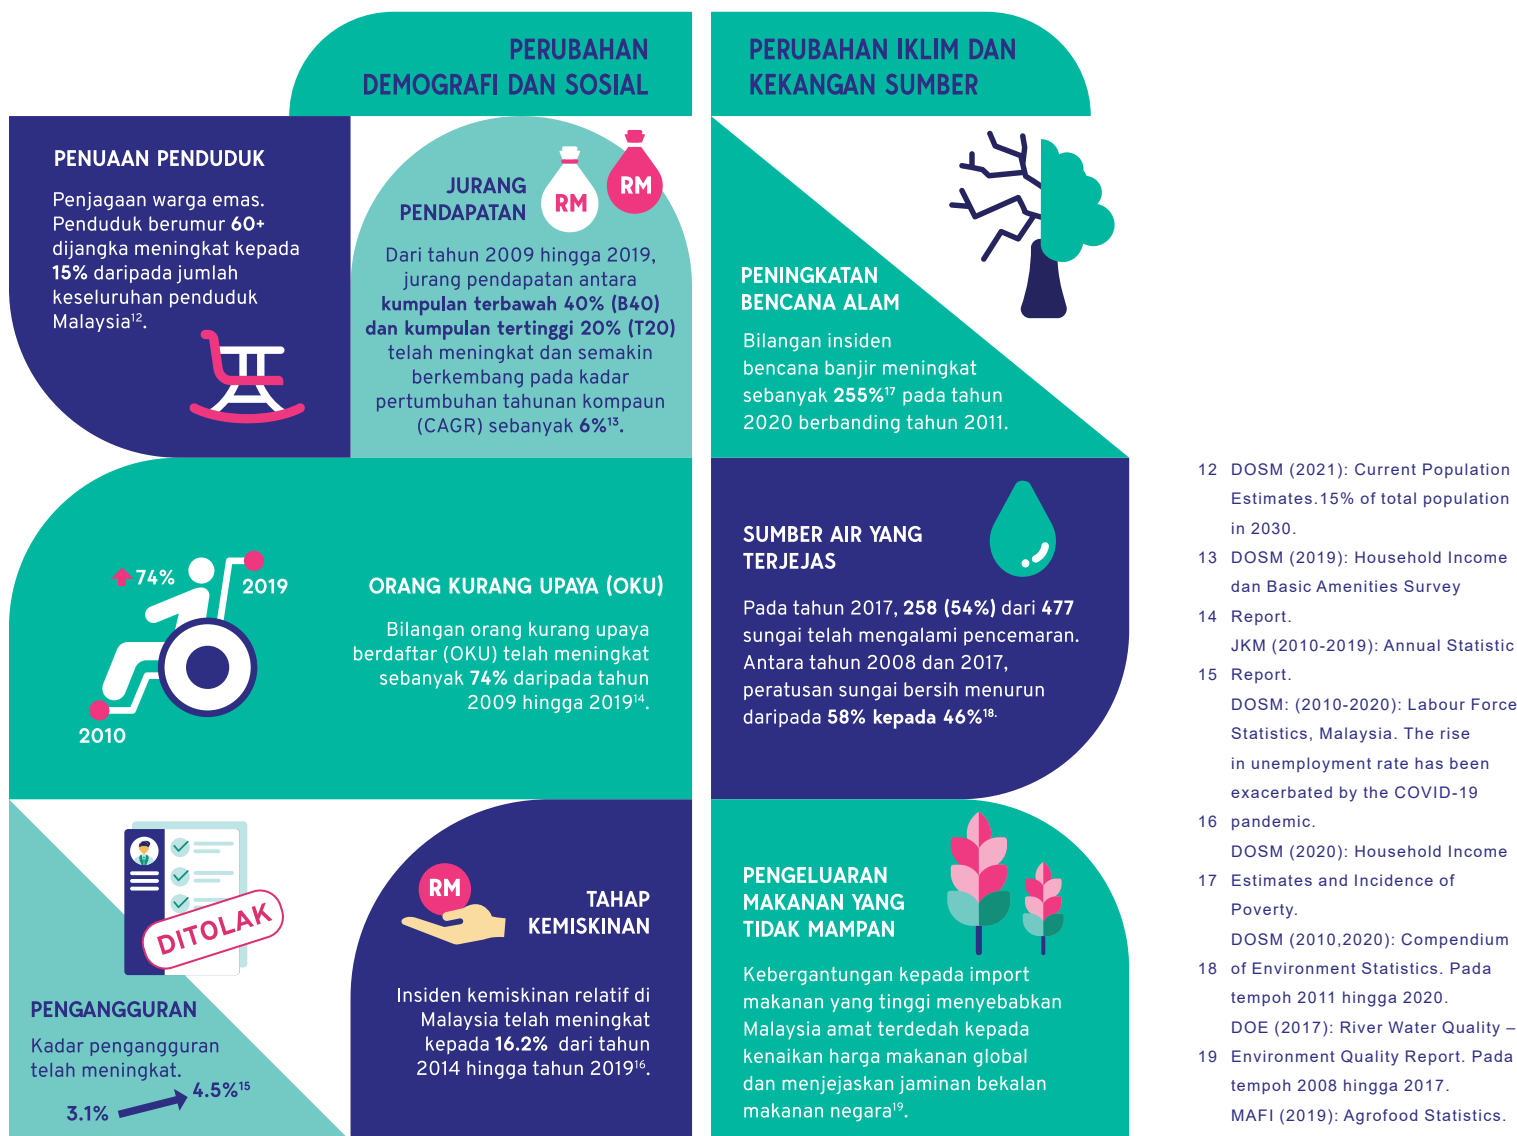 PERUBAHAN
DEMOGRAFI DAN SOSIAL
PENUAAN PENDUDUK
Penjagaan warga emas.
Penduduk berumur 60+
dijangka meningkat kepada
15% daripada jumlah
keseluruhan penduduk
Malaysia12.
JURANG
PENDAPATAN
RM
RM
Dari tahun 2009 hingga 2019,
jurang pendapatan antara
kumpulan terbawah 40% (B40)
dan kumpulan tertinggi 20% (T20)
telah meningkat dan semakin
berkembang pada kadar
pertumbuhan tahunan kompaun
(CAGR) sebanyak 6%13.
74%
2019
2010
ORANG KURANG UPAYA (OKU)
Bilangan orang kurang upaya
berdaftar (OKU) telah meningkat
sebanyak 74% daripada tahun
2009 hingga 201914.
DITOLAK
PENGANGGURAN
Kadar pengangguran
telah meningkat.
3.1%
4.5%15
RM
TAHAP
KEMISKINAN
Insiden kemiskinan relatif di
Malaysia telah meningkat
kepada 16.2% dari tahun
2014 hingga tahun 201916.
PERUBAHAN IKLIM DAN
KEKANGAN SUMBER
PENINGKATAN
BENCANA ALAM
Bilangan insiden
bencana banjir meningkat
sebanyak 255%17 pada tahun
2020 berbanding tahun 2011.
SUMBER AIR YANG
TERJEJAS
Pada tahun 2017, 258 (54%) dari 477
sungai telah mengalami pencemaran.
Antara tahun 2008 dan 2017,
peratusan sungai bersih menurun
daripada 58% kepada 46%18.
PENGELUARAN
MAKANAN YANG
TIDAK MAMPAN
Kebergantungan kepada import
makanan yang tinggi menyebabkan
Malaysia amat terdedah kepada
kenaikan harga makanan global
dan menjejaskan jaminan bekalan
makanan negara19.
12 DOSM (2021): Current Population
Estimates.15% of total population
in 2030.
13 DOSM (2019): Household Income
dan Basic Amenities Survey
14 Report.
JKM (2010-2019): Annual Statistic
15 Report.
DOSM: (2010-2020): Labour Force
Statistics, Malaysia. The rise
in unemployment rate has been
exacerbated by the COVID-19
16 pandemic.
DOSM (2020): Household Income
17 Estimates and Incidence of
Poverty.
DOSM (2010,2020): Compendium
18 of Environment Statistics. Pada
tempoh 2011 hingga 2020.
DOE (2017): River Water Quality –
19 Environment Quality Report. Pada
tempoh 2008 hingga 2017.
MAFI (2019): Agrofood Statistics.